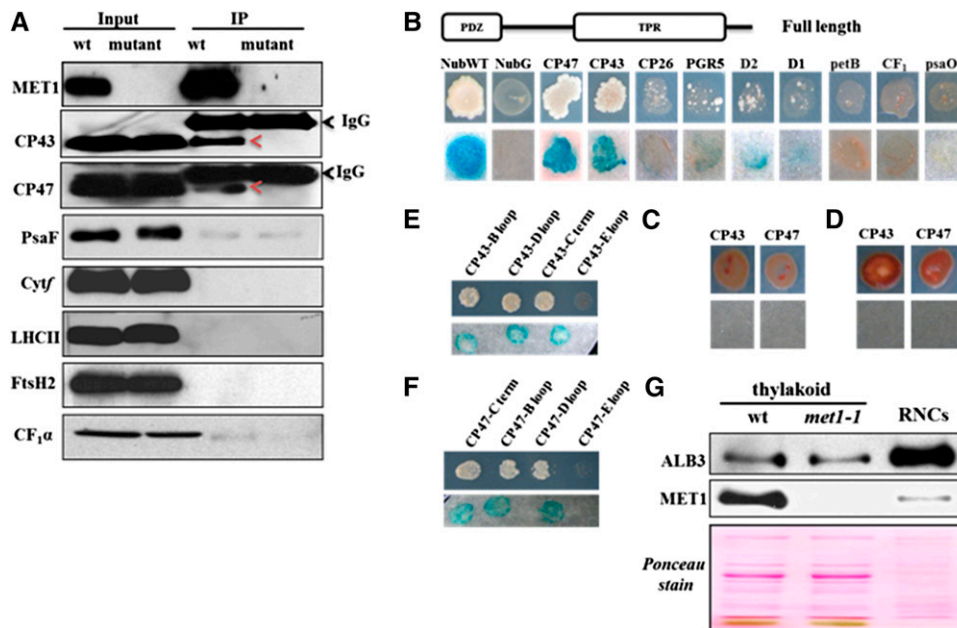 A
Input IP
wt mutant wt mutant
MET1
CP43
IgG
CP47
IgG
PsaF
Cytf
LHCII
FtsH2
CF1α
B
PDZ TPR Full length
NubWT NubG CP47 CP43 CP26 PGR5 D2 D1 petB CF1 psaO
E
CP43-B loop CP43-D loop CP43-C term CP43-E loop
C
CP43 CP47
D
CP43 CP47
F
CP47-C term CP47-B loop CP47-D loop CP47-E loop
G
thylakoid
wt met1-1 RNCs
ALB3
MET1
Ponceau
stain